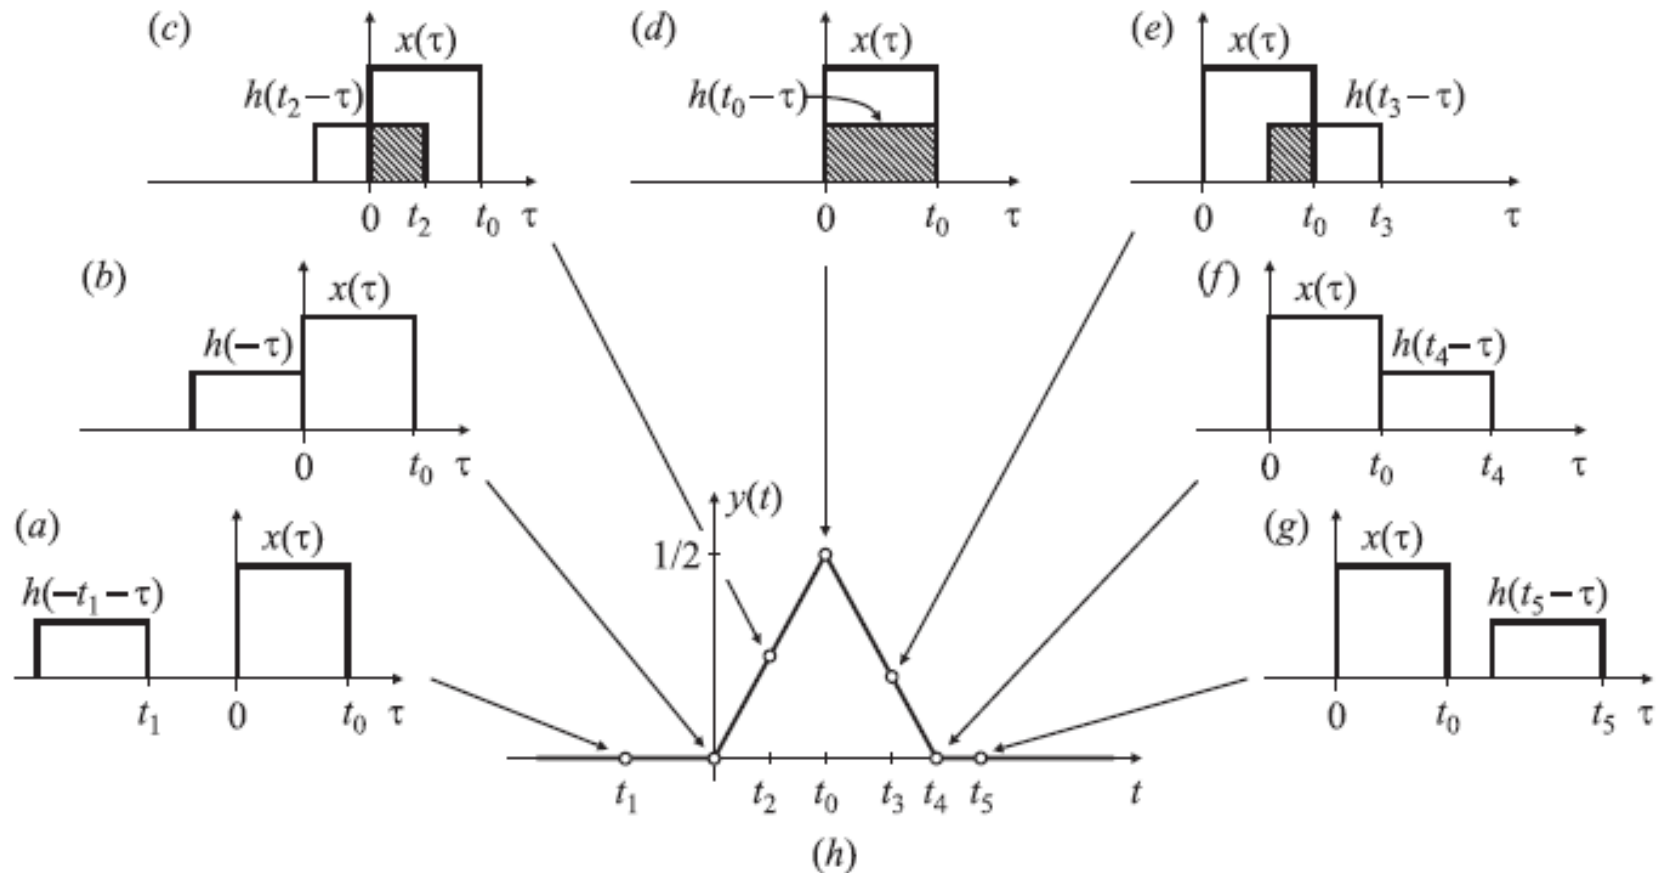 (c)
x(τ)
h(t₂−τ)
0 t₂ t₀ τ
(d)
x(τ)
h(t₀−τ)
0 t₀ τ
(e)
x(τ)
h(t₃−τ)
0 t₀ t₃ τ
(b)
x(τ)
h(−τ)
0 t₀ τ
(f)
x(τ)
h(t₄−τ)
0 t₀ t₄ τ
(a)
x(τ)
h(−t₁−τ)
t₁ 0 t₀ τ
y(t)
1/2
t₁ t₂ t₀ t₃ t₄ t₅ t
(h)
(g)
x(τ)
h(t₅−τ)
0 t₀ t₅ τ